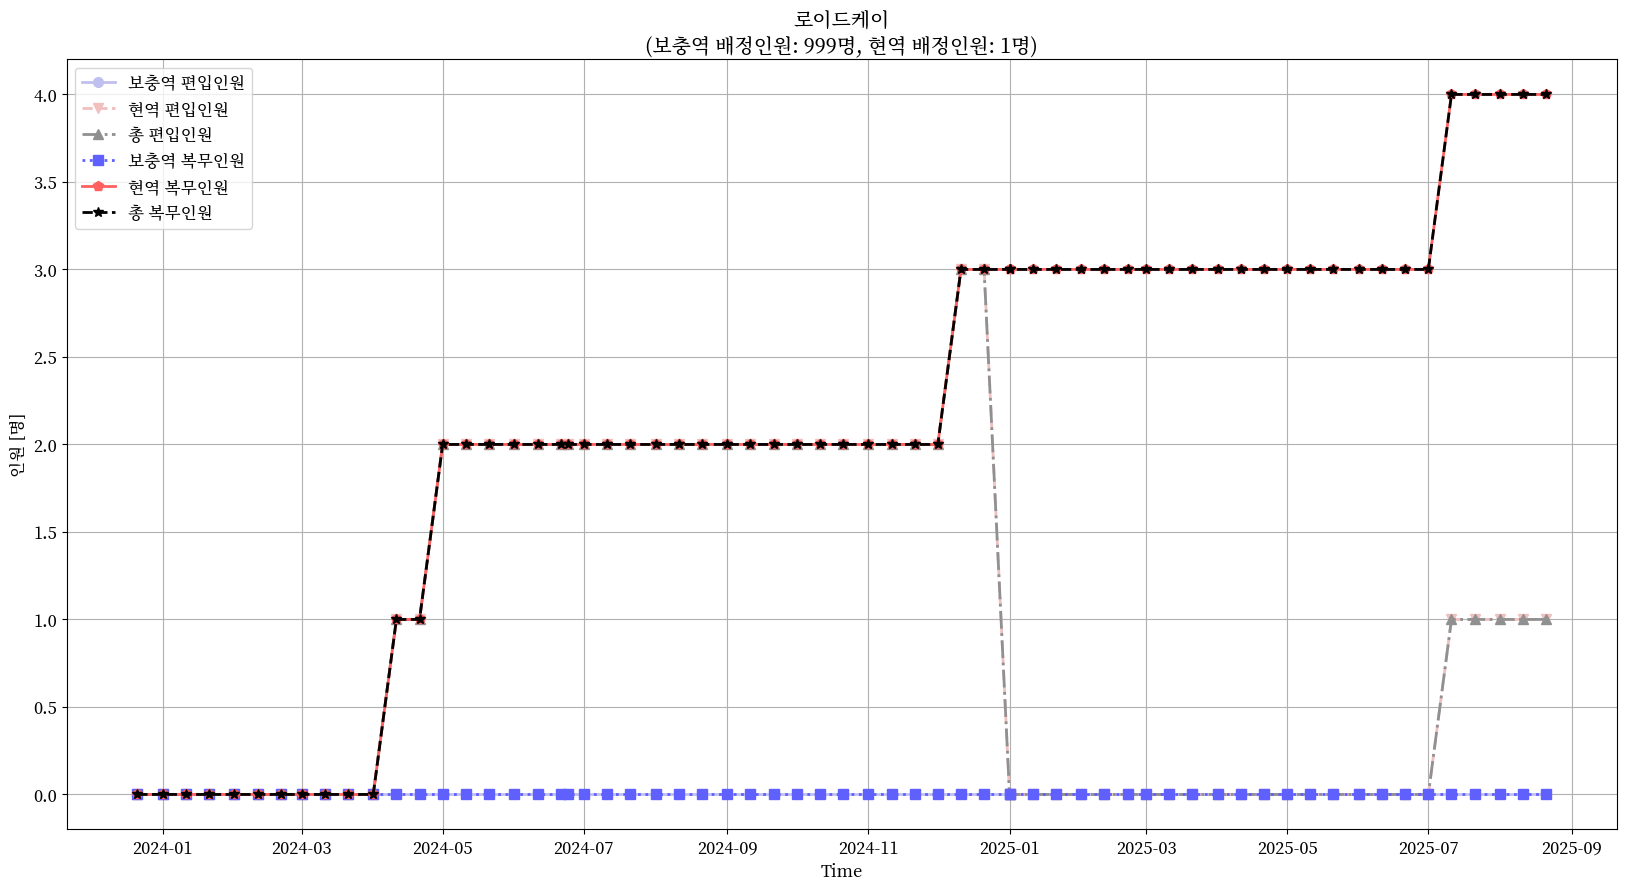 로이드케이
(보충역 배정인원: 999명, 현역 배정인원: 1명)
보충역 편입인원
현역 편입인원
총 편입인원
보충역 복무인원
현역 복무인원
총 복무인원
4.0
3.5
3.0
2.5
2.0
1.5
1.0
0.5
0.0
인원 [명]
2024-01
2024-03
2024-05
2024-07
2024-09
2024-11
2025-01
2025-03
2025-05
2025-07
2025-09
Time